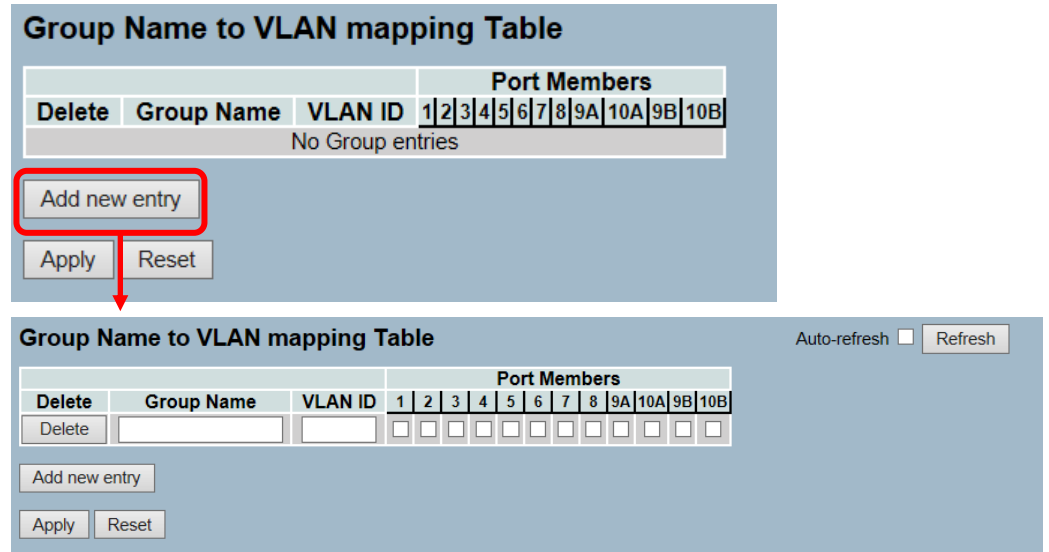 Group Name to VLAN mapping Table
Port Members
Delete Group Name VLAN ID 1 2 3 4 5 6 7 8 9A 10A 9B 10B
No Group entries
Add new entry
Apply Reset
Group Name to VLAN mapping Table Auto-refresh Refresh
Port Members
Delete Group Name VLAN ID 1 2 3 4 5 6 7 8 9A 10A 9B 10B
Delete
Add new entry
Apply Reset